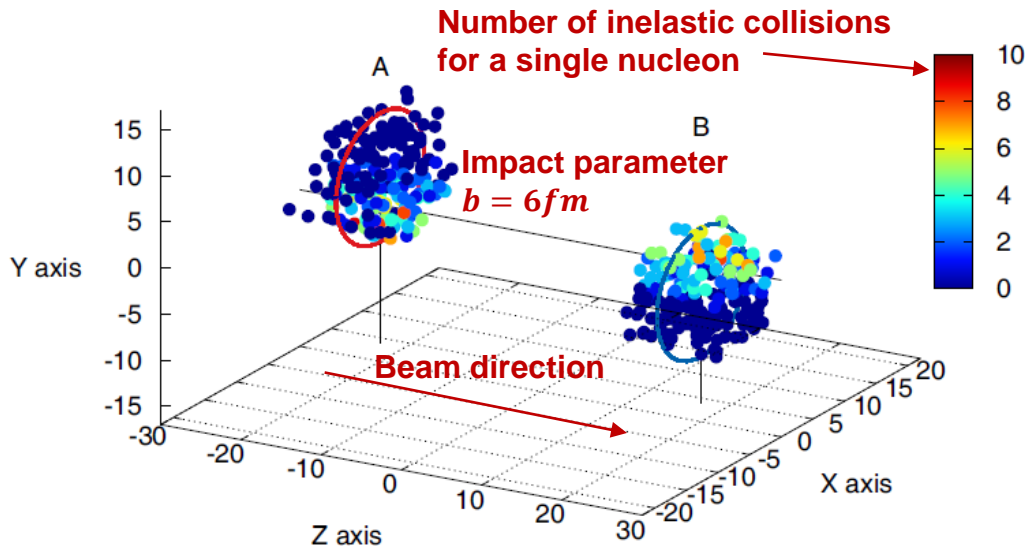 Number of inelastic collisions
for a single nucleon
10
8
6
4
2
0
A
B
Impact parameter
b = 6fm
15
10
5
0
-5
-10
-15
Y axis
Beam direction
-30
-20
-10
0
10
20
30
Z axis
-20
-15
-10
-5
0
5
10
15
20
X axis